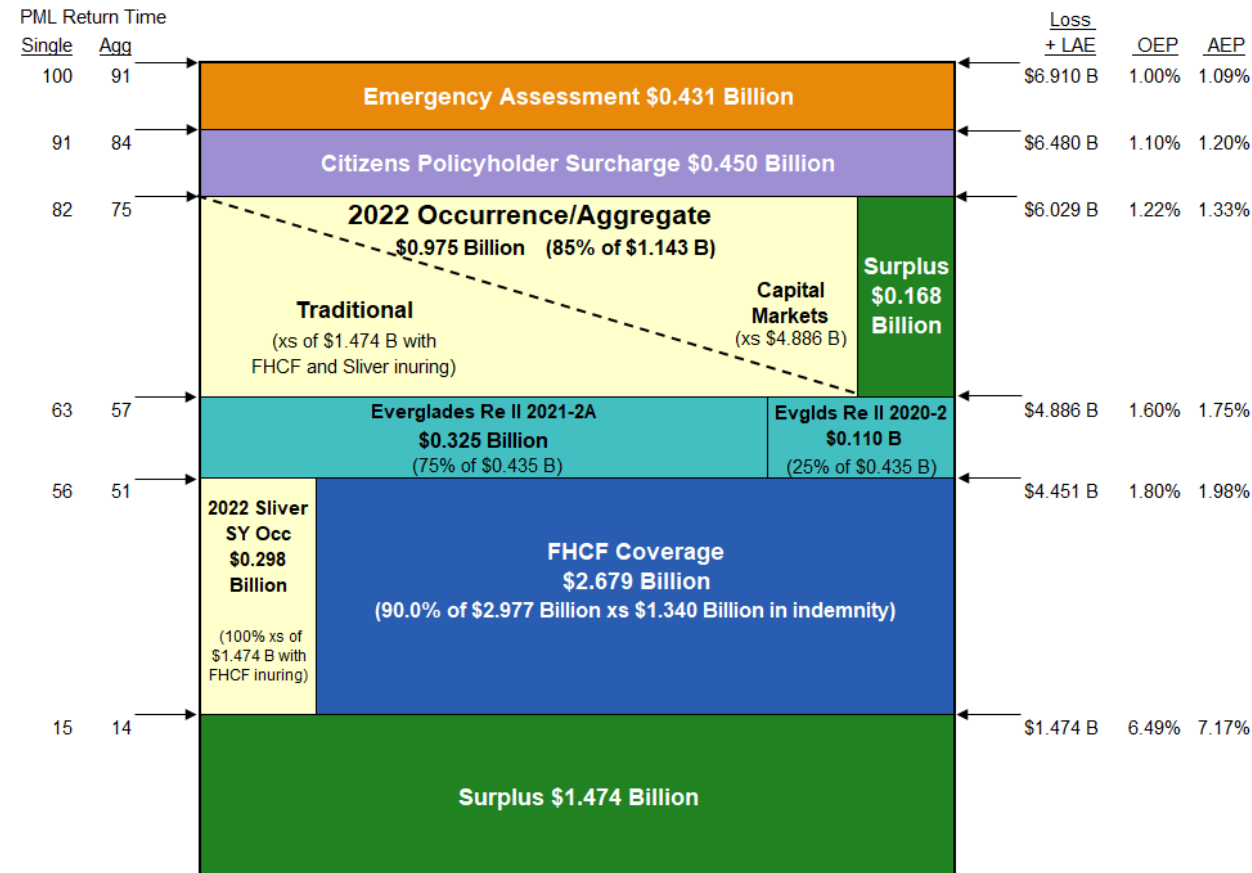 PML Return Time
Single Agg
Loss
+ LAE OEP AEP
100 91
$6.910 B 1.00% 1.09%
Emergency Assessment $0.431 Billion
91 84
$6.480 B 1.10% 1.20%
Citizens Policyholder Surcharge $0.450 Billion
82 75
$6.029 B 1.22% 1.33%
2022 Occurrence/Aggregate
$0.975 Billion (85% of $1.143 B)
Traditional
(xs of $1.474 B with
FHCF and Sliver inuring)
Capital
Markets
(xs $4.886 B)
Surplus
$0.168
Billion
63 57
$4.886 B 1.60% 1.75%
Everglades Re II 2021-2A
$0.325 Billion
(75% of $0.435 B)
Evglds Re II 2020-2
$0.110 B
(25% of $0.435 B)
56 51
$4.451 B 1.80% 1.98%
2022 Sliver
SY Occ
$0.298
Billion
(100% xs of
$1.474 B with
FHCF inuring)
FHCF Coverage
$2.679 Billion
(90.0% of $2.977 Billion xs $1.340 Billion in indemnity)
15 14
$1.474 B 6.49% 7.17%
Surplus $1.474 Billion